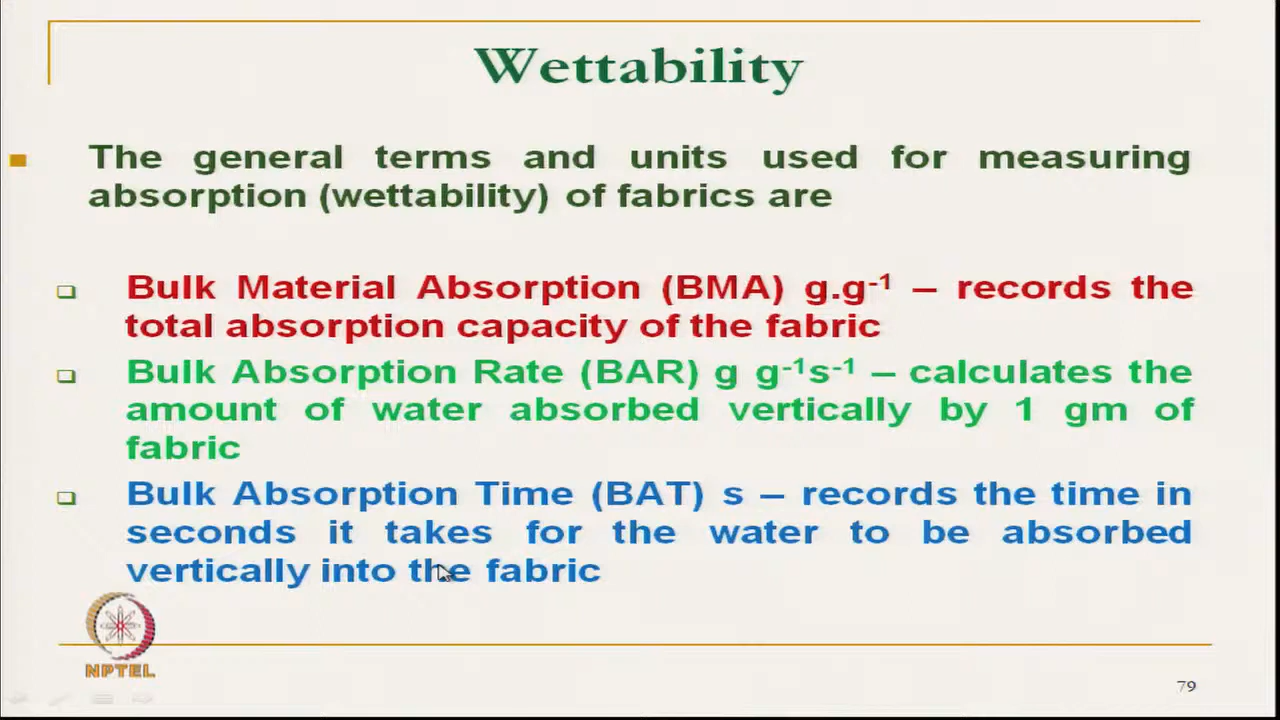 Wettability
The general terms and units used for measuring
absorption (wettability) of fabrics are
Bulk Material Absorption (BMA) g.g⁻¹ – records the
total absorption capacity of the fabric
Bulk Absorption Rate (BAR) g g⁻¹s⁻¹ – calculates the
amount of water absorbed vertically by 1 gm of
fabric
Bulk Absorption Time (BAT) s – records the time in
seconds it takes for the water to be absorbed
vertically into the fabric
NPTEL
79